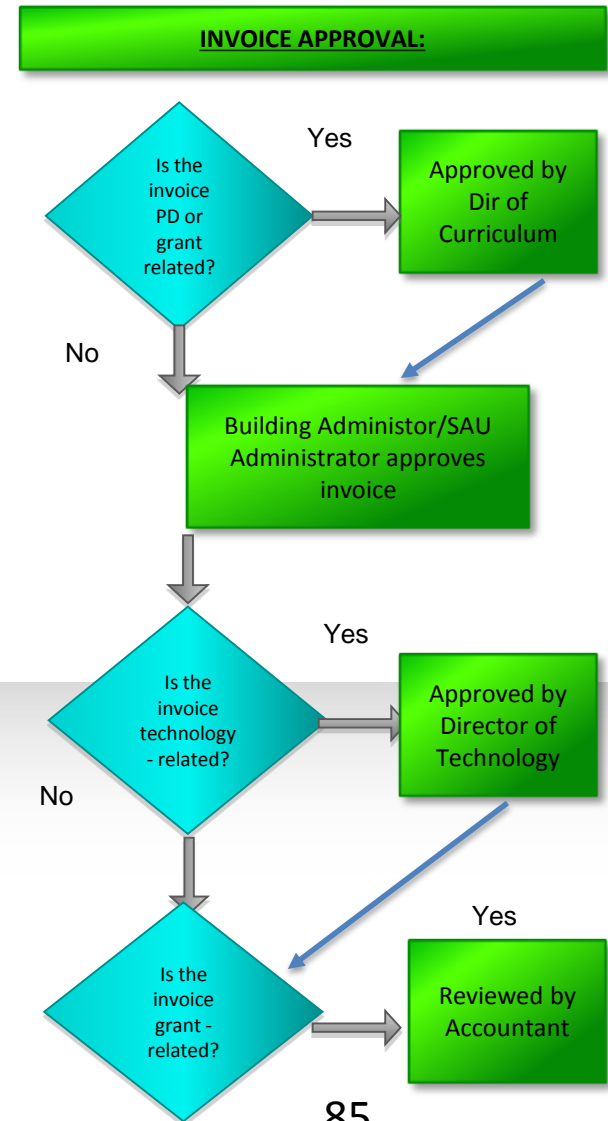 INVOICE APPROVAL:
Yes
Is the
invoice
PD or
grant
related?
Approved by
Dir of
Curriculum
No
Building Administor/SAU
Administrator approves
invoice
Yes
Is the
invoice
technology
- related?
Approved by
Director of
Technology
No
Yes
Is the
invoice
grant -
related?
Reviewed by
Accountant
85